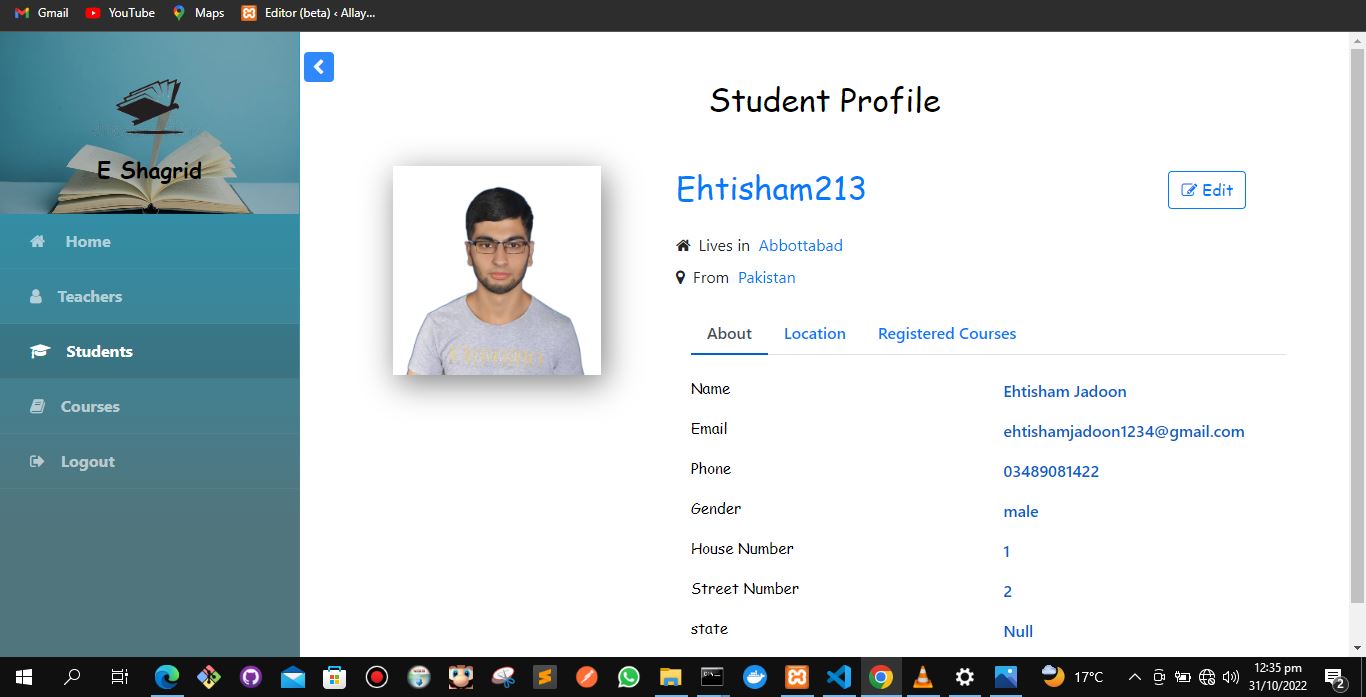 Gmail YouTube Maps Editor (beta) ‹ Allay...
E Shagrid
Home
Teachers
Students
Courses
Logout
Student Profile
Ehtisham213
Edit
Lives in Abbottabad
From Pakistan
About Location Registered Courses
Name Ehtisham Jadoon
Email ehtishamjadoon1234@gmail.com
Phone 03489081422
Gender male
House Number 1
Street Number 2
state Null
17°C
12:35 pm
31/10/2022
2